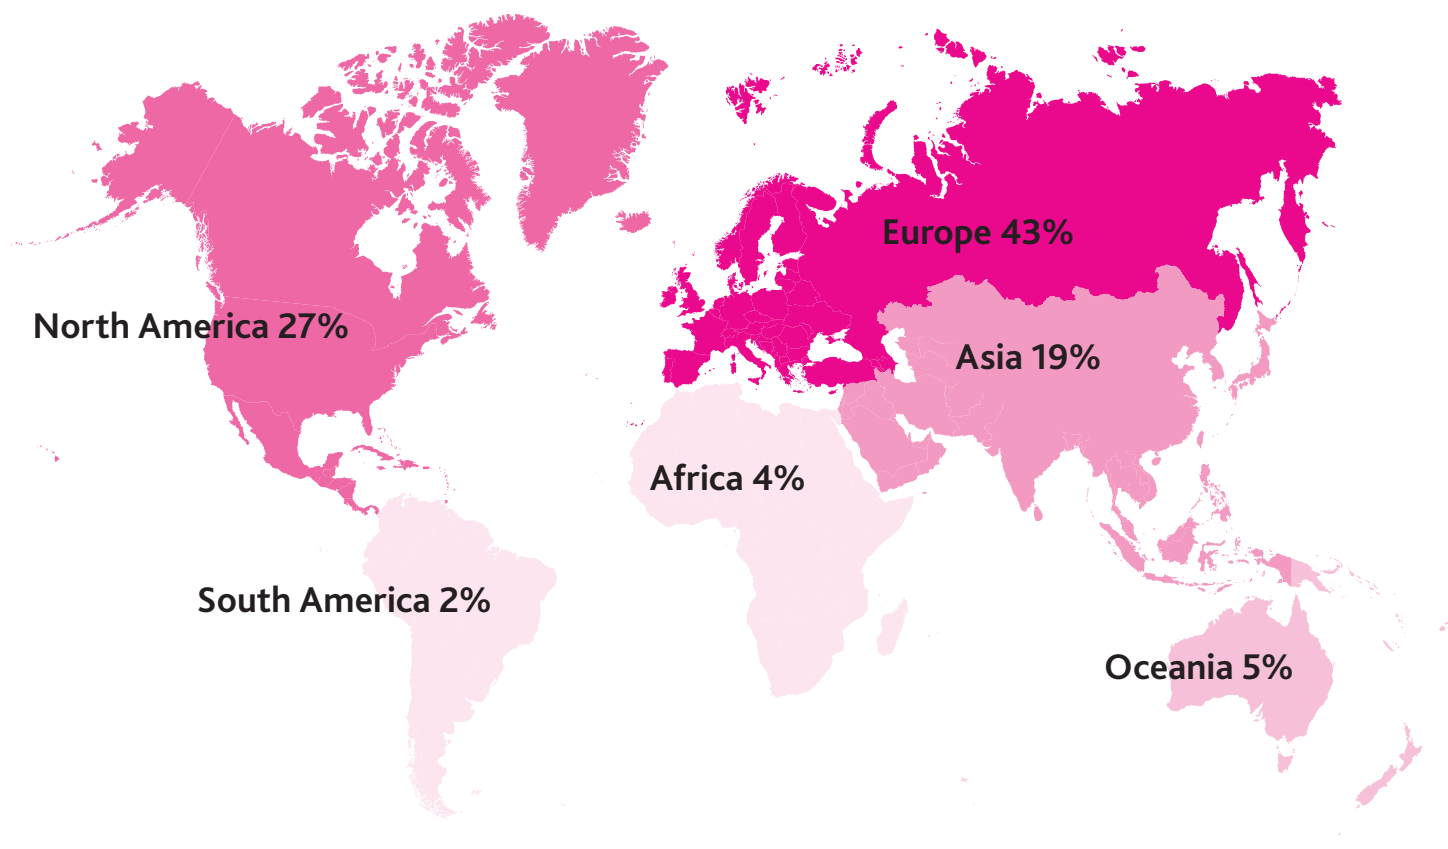 Europe 43%
North America 27%
Asia 19%
Africa 4%
South America 2%
Oceania 5%